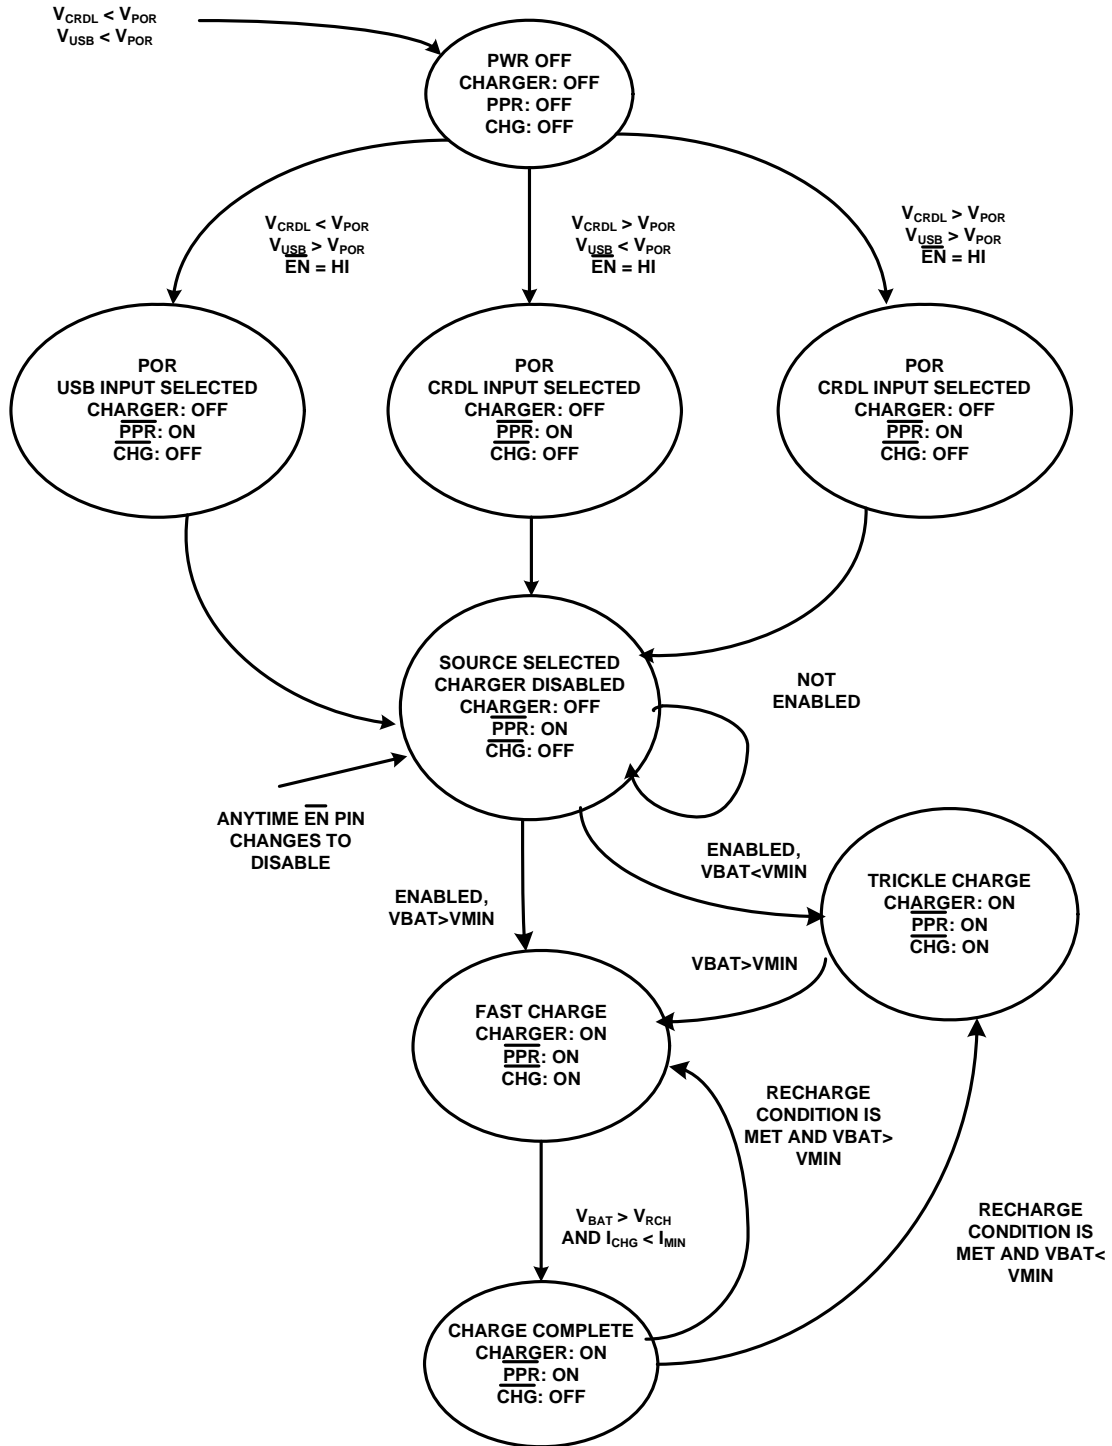 VCRDL < VPOR
VUSB < VPOR
PWR OFF
CHARGER: OFF
PPR: OFF
CHG: OFF
VCRDL < VPOR
VUSB > VPOR
EN = HI
VCRDL > VPOR
VUSB < VPOR
EN = HI
VCRDL > VPOR
VUSB > VPOR
EN = HI
POR
USB INPUT SELECTED
CHARGER: OFF
PPR: ON
CHG: OFF
POR
CRDL INPUT SELECTED
CHARGER: OFF
PPR: ON
CHG: OFF
POR
CRDL INPUT SELECTED
CHARGER: OFF
PPR: ON
CHG: OFF
SOURCE SELECTED
CHARGER DISABLED
CHARGER: OFF
PPR: ON
CHG: OFF
NOT
ENABLED
ANYTIME EN PIN
CHANGES TO
DISABLE
ENABLED,
VBAT>VMIN
ENABLED,
VBAT<VMIN
TRICKLE CHARGE
CHARGER: ON
PPR: ON
CHG: ON
VBAT>VMIN
FAST CHARGE
CHARGER: ON
PPR: ON
CHG: ON
RECHARGE
CONDITION IS
MET AND VBAT>
VMIN
VBAT > VRCH
AND ICHG < IMIN
RECHARGE
CONDITION IS
MET AND VBAT<
VMIN
CHARGE COMPLETE
CHARGER: ON
PPR: ON
CHG: OFF